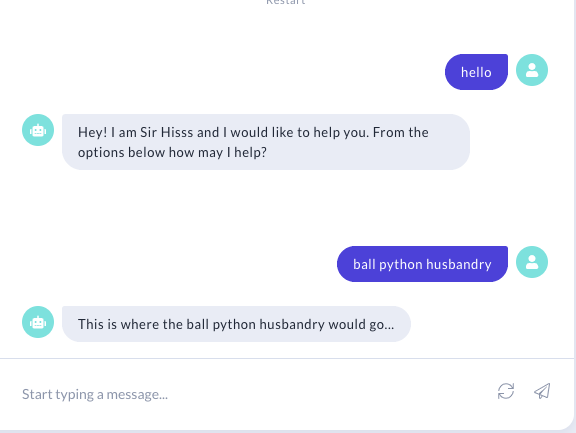 Restart
hello
Hey! I am Sir Hisss and I would like to help you. From the
options below how may I help?
ball python husbandry
This is where the ball python husbandry would go...
Start typing a message...